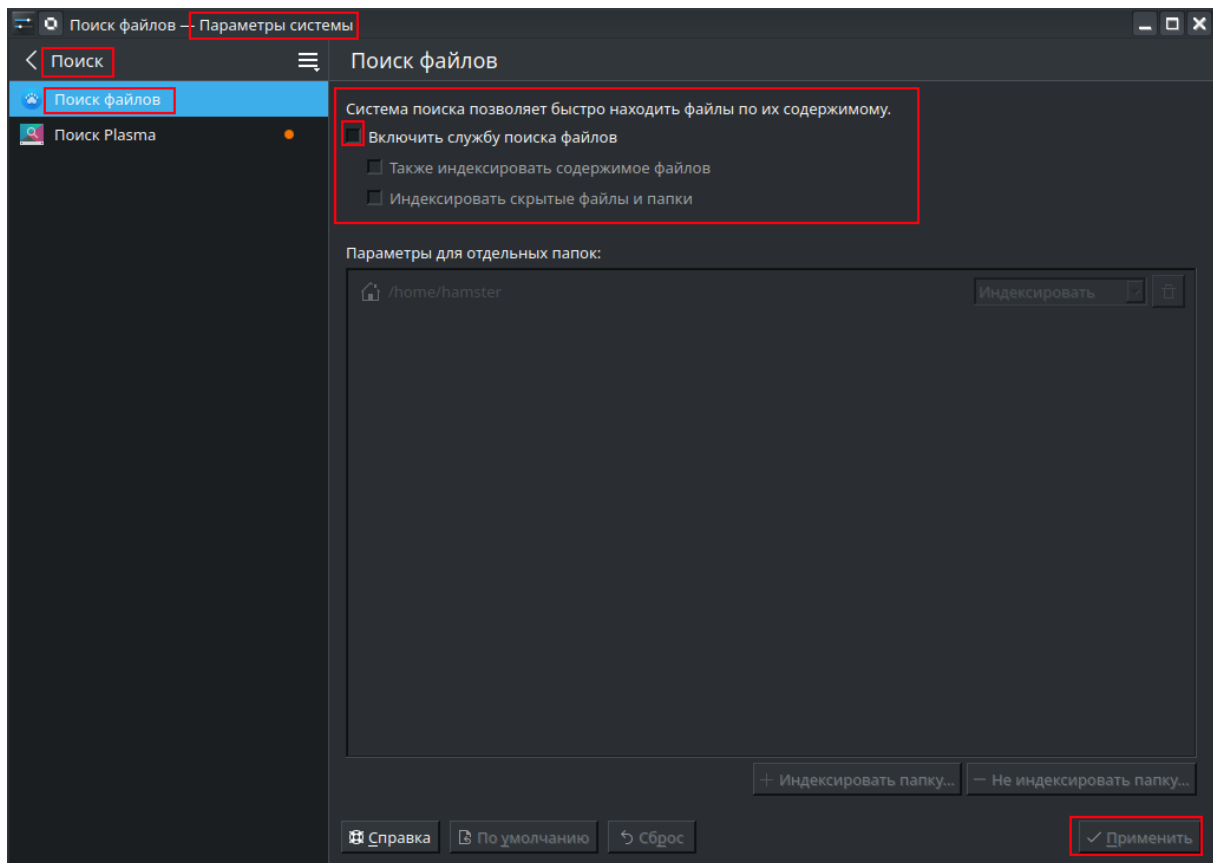 Поиск файлов — Параметры системы
Поиск
Поиск файлов
Поиск файлов
Поиск Plasma
Система поиска позволяет быстро находить файлы по их содержимому.
Включить службу поиска файлов
Также индексировать содержимое файлов
Индексировать скрытые файлы и папки
Параметры для отдельных папок:
/home/hamster
Индексировать
+ Индексировать папку...
— Не индексировать папку...
Справка
По умолчанию
Сброс
Применить